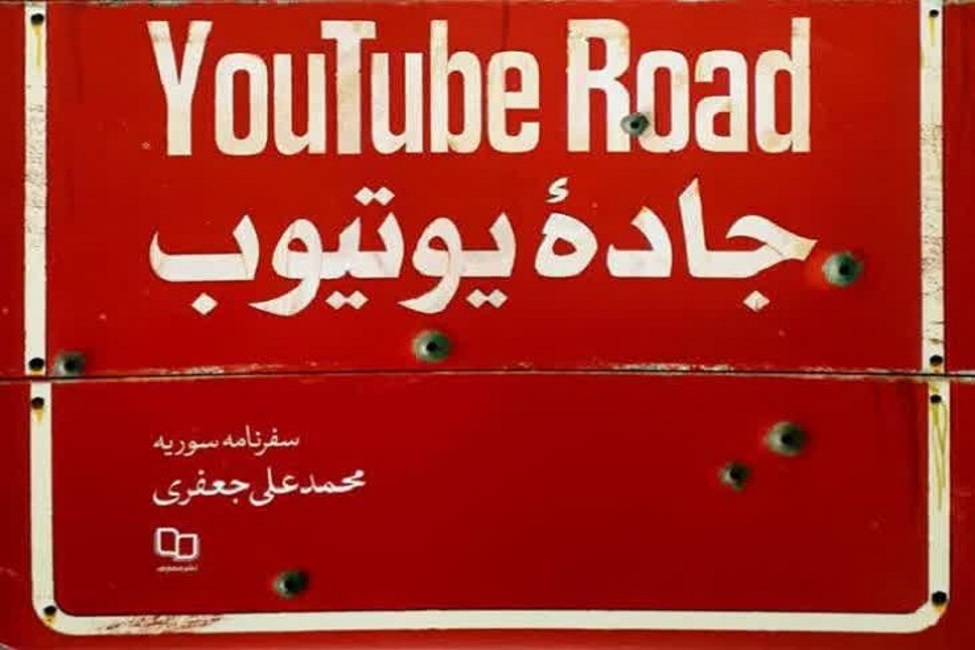 YouTube Road
جادهٔ یوتیوب
سفرنامه سوریه
محمدعلی جعفری